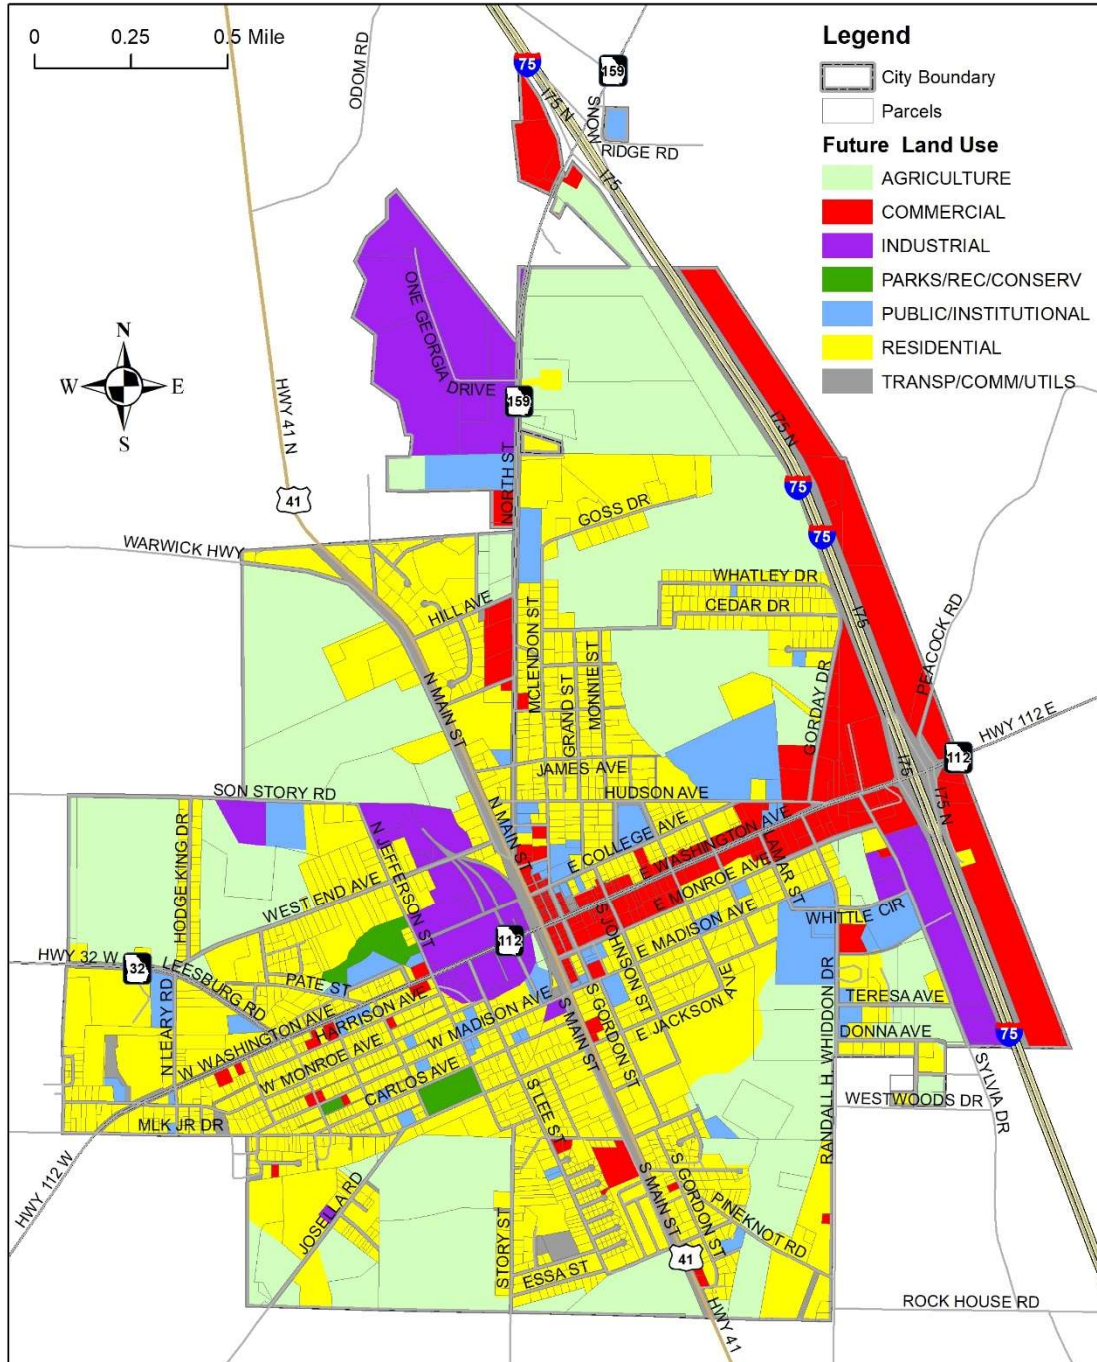 0 0.25 0.5 Mile
Legend
City Boundary
Parcels
Future Land Use
AGRICULTURE
COMMERCIAL
INDUSTRIAL
PARKS/REC/CONSERV
PUBLIC/INSTITUTIONAL
RESIDENTIAL
TRANSP/COMM/UTILS
N
W E
S
ODOM RD
75
159
I75 N
SNOW
RIDGE RD
I75
ONE GEORGIA
DRIVE
159
HWY 41 N
41
NORTH ST
GOSS DR
I75 N
75
75
WARWICK HWY
WHATLEY DR
CEDAR DR
HILL AVE
MCLENDON ST
GRAND ST
MONNIE ST
I75
PEACOCK RD
N MAIN ST
GORDAY DR
HWY 112 E
112
JAMES AVE
HUDSON AVE
I75
I75 N
SON STORY RD
N MAIN ST
HODGE KING DR
N JEFFERSON ST
WEST END AVE
E COLLEGE AVE
E WASHINGTON AVE
LAMAR ST
E MONROE AVE
S JOHNSON ST
E MADISON AVE
WHITTLE CIR
112
HWY 32 W
32
LEESBURG RD
PATE ST
N LEARY RD
W WASHINGTON AVE
HARRISON AVE
W MONROE AVE
W MADISON AVE
CARLOS AVE
S MAIN ST
S GORDON ST
E JACKSON AVE
RANDALL H. WHIDDON DR
TERESA AVE
DONNA AVE
75
SYLVIA DR
WESTWOODS DR
MLK JR DR
HWY 112 W
JOSELLA RD
S LEE ST
S MAIN ST
S GORDON ST
PINEKNOT RD
STORY ST
ESSA ST
41
HWY 41
ROCK HOUSE RD